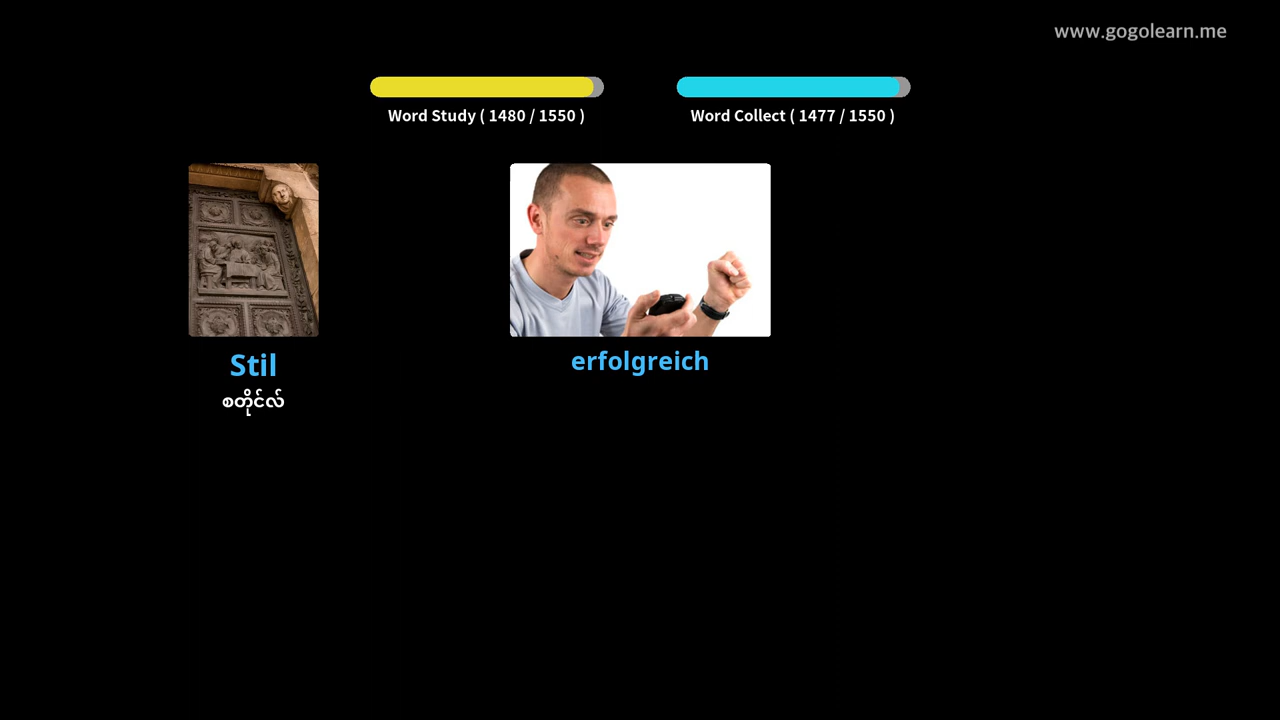 www.gogolearn.me
Word Study ( 1480 / 1550 )
Word Collect ( 1477 / 1550 )
Stil
erfolgreich
စတိုင်လ်